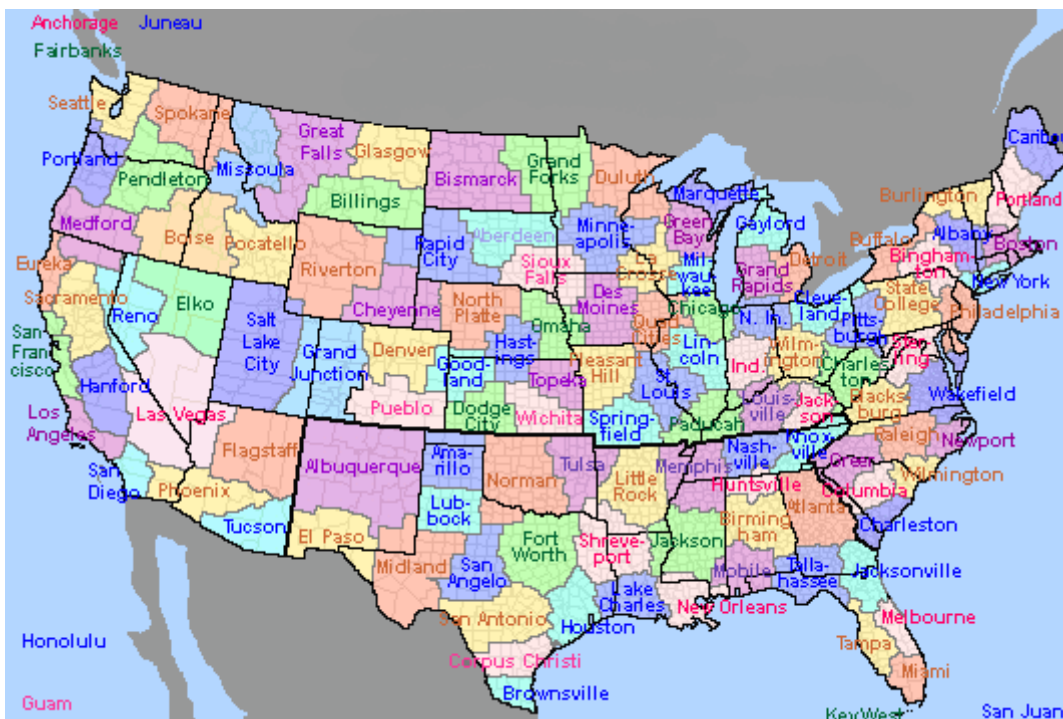 Anchorage Juneau
Fairbanks
Seattle
Spokane
Portland
Pendleton
Missoula
Great
Falls
Glasgow
Billings
Bismarck
Grand
Forks
Duluth
Marquette
Caribou
Burlington
Portland
Medford
Boise
Pocatello
Riverton
Rapid
City
Aberdeen
Minne-
apolis
Green
Bay
Gaylord
Buffalo
Albany
Boston
Eureka
Sacramento
Reno
Elko
Salt
Lake
City
Cheyenne
North
Platte
Sioux
Falls
La
Crosse
Mil-
wau-
kee
Grand
Rapids
Detroit
Bingham-
ton
New York
San
Fran
cisco
Hanford
Las Vegas
Grand
Junction
Denver
Good-
land
Hast-
ings
Omaha
Des
Moines
Quad
Cities
Chicago
N. In.
Cleve-
land
Pitts-
burgh
State
College
Philadelphia
Pueblo
Dodge
City
Topeka
Wichita
Pleasant
Hill
St
Louis
Lin-
coln
Ind.
Wilm-
ington
Charles
ton
Ster-
ling
Wakefield
Los
Angeles
San
Diego
Phoenix
Flagstaff
Tucson
Albuquerque
El Paso
Ama-
rillo
Lub-
bock
Norman
Tulsa
Spring-
field
Paducah
Louis-
ville
Jack
son
Blacks
burg
Raleigh
Newport
Wilmington
Midland
San
Angelo
Fort
Worth
Shreve-
port
Little
Rock
Memphis
Nash-
ville
Knox-
ville
Greer
Columbia
Charleston
Huntsville
Birming
ham
Atlanta
Jackson
Mobile
Talla-
hassee
Jacksonville
San Antonio
Houston
Lake
Charles
New Orleans
Melbourne
Tampa
Miami
Corpus Christi
Brownsville
Honolulu
Guam
Key West
San Juan